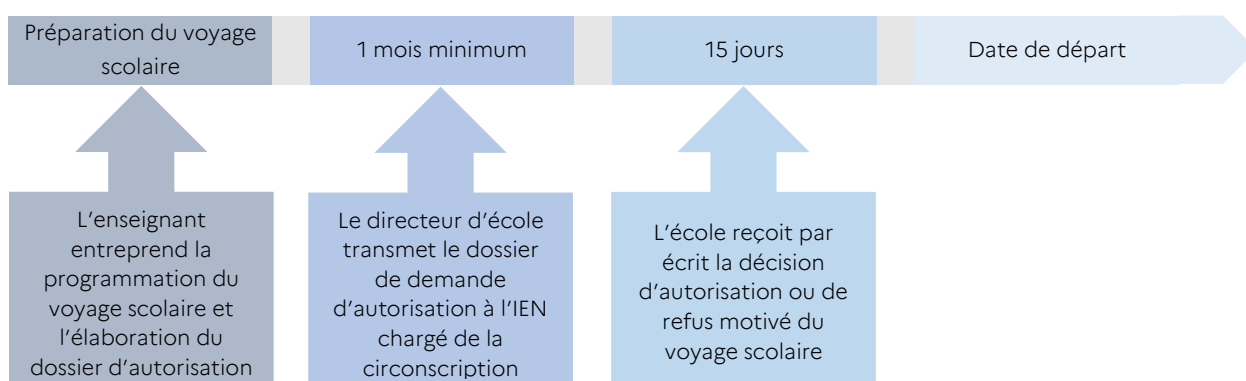 Préparation du voyage
scolaire
1 mois minimum
15 jours
Date de départ
L'enseignant
entreprend la
programmation du
voyage scolaire et
l'élaboration du
dossier d'autorisation
Le directeur d'école
transmet le dossier
de demande
d'autorisation à l'IEN
chargé de la
circonscription
L'école reçoit par
écrit la décision
d'autorisation ou de
refus motivé du
voyage scolaire